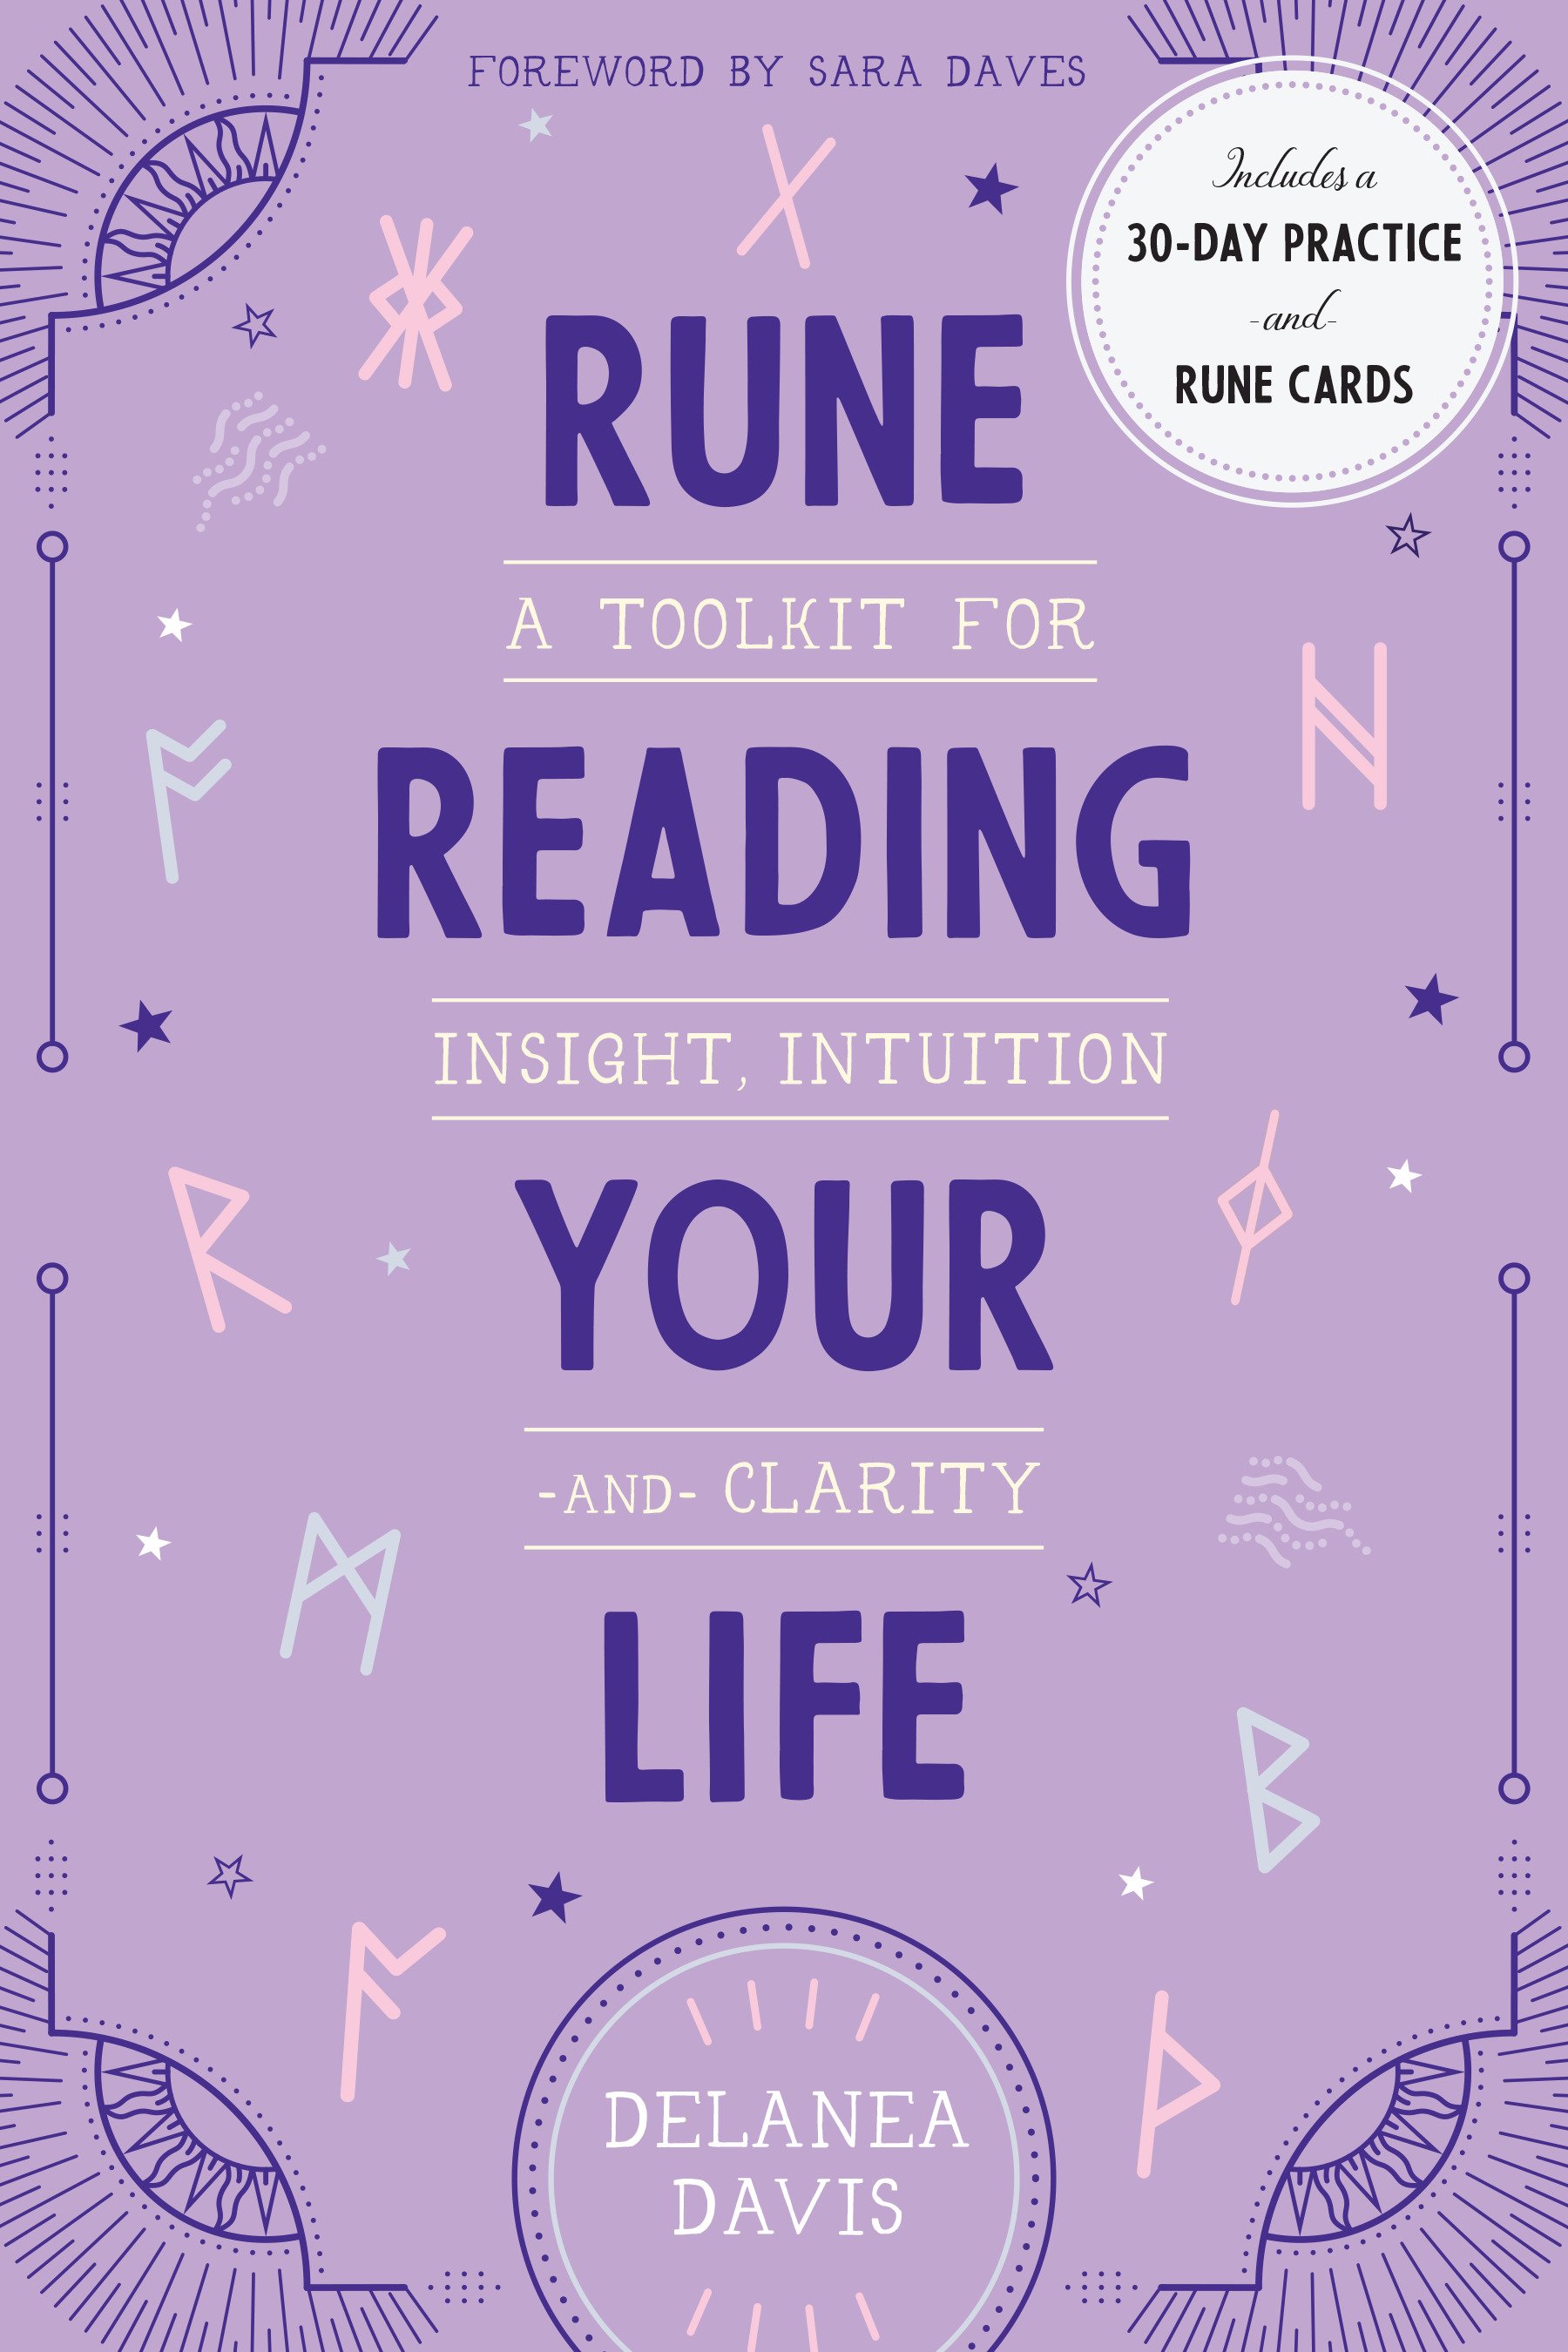 FOREWORD BY SARA DAVES
Includes a
30-DAY PRACTICE
-and-
RUNE CARDS
RUNE
A TOOLKIT FOR
READING
INSIGHT, INTUITION
YOUR
-AND- CLARITY
LIFE
DELANEA
DAVIS